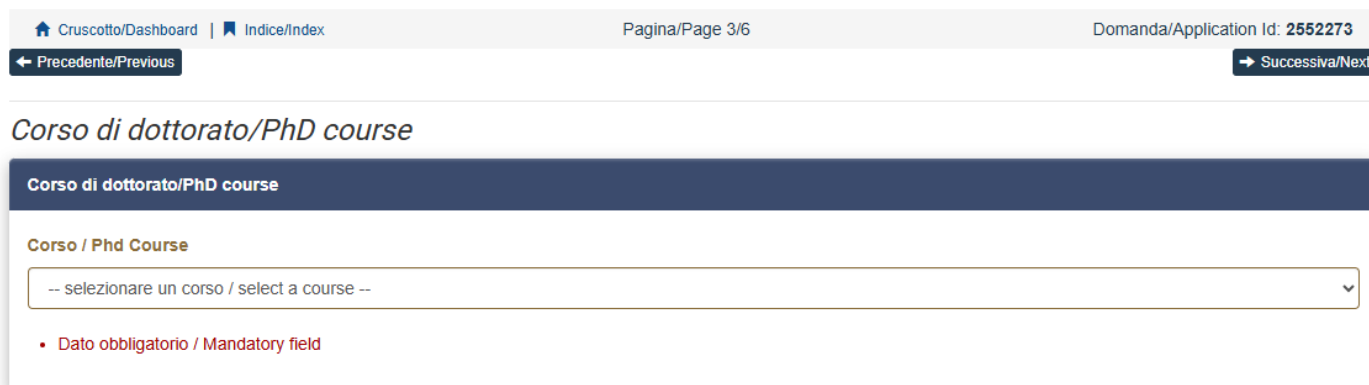 Cruscotto/Dashboard | Indice/Index Pagina/Page 3/6 Domanda/Application Id: 2552273
Precedente/Previous Successiva/Next
Corso di dottorato/PhD course
Corso di dottorato/PhD course
Corso / Phd Course
-- selezionare un corso / select a course --
Dato obbligatorio / Mandatory field